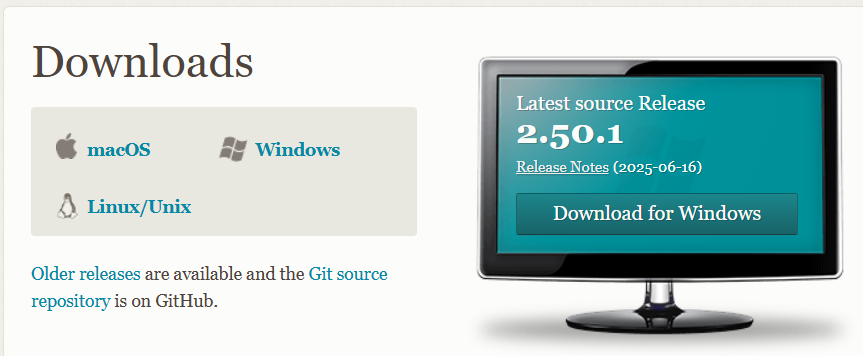 Downloads
macOS
Windows
Linux/Unix
Older releases are available and the Git source
repository is on GitHub.
Latest source Release
2.50.1
Release Notes (2025-06-16)
Download for Windows